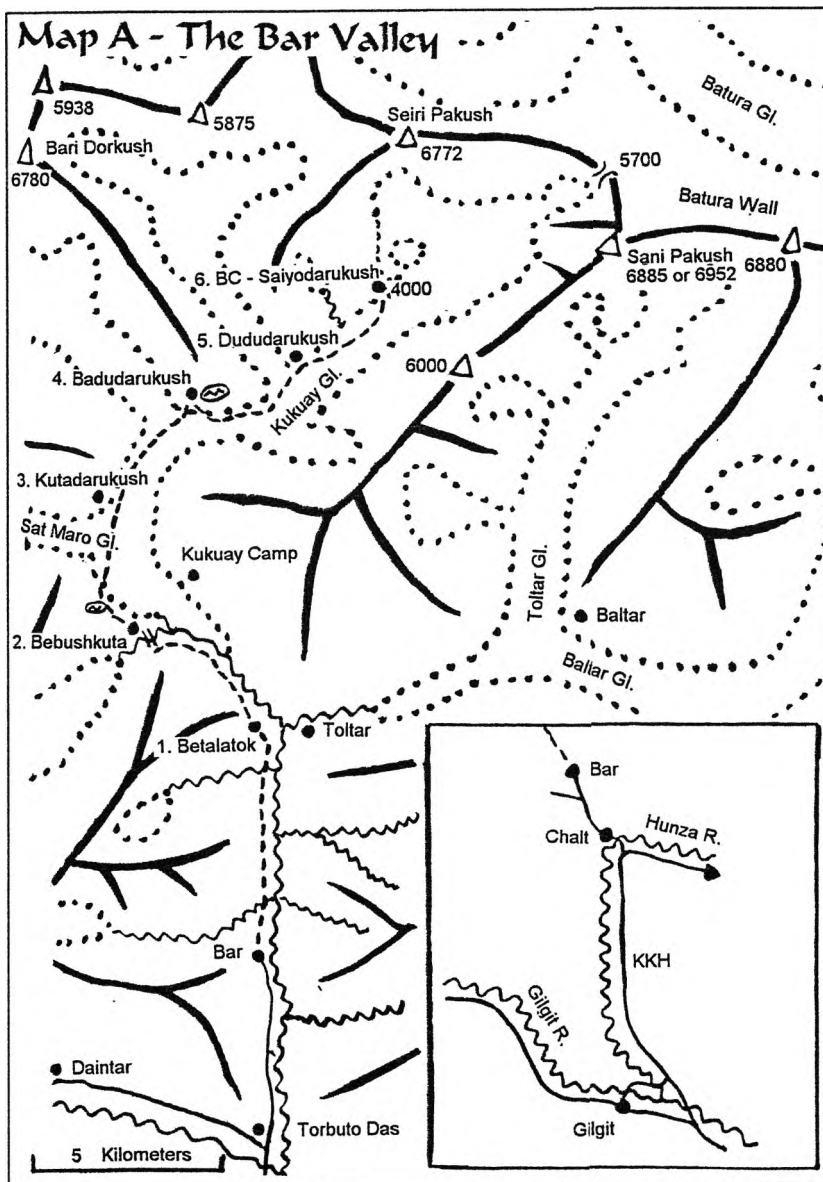 Map A - The Bar Valley
5938
5875
Bari Dorkush
6780
Seiri Pakush
6772
Batura Gl.
5700
Batura Wall
Sani Pakush
6885 or 6952
6880
6. BC - Saiyodarukush
4000
5. Dududarukush
6000
4. Badudarukush
Kukuay Gl.
3. Kutadarukush
Sat Maro Gl.
Kukuay Camp
Toltar Gl.
Baltar
2. Bebushkuta
Baltar Gl.
1. Betalatok
Toltar
Bar
Daintar
Torbuto Das
5 Kilometers
Bar
Chalt
Hunza R.
KKH
Gilgit R.
Gilgit